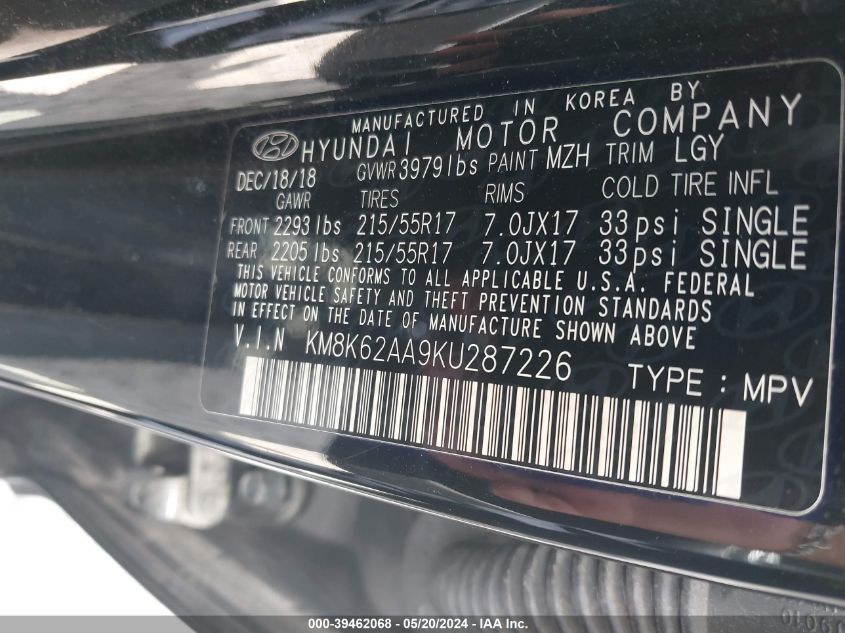 MANUFACTURED IN KOREA BY
HYUNDAI MOTOR COMPANY
DEC/18/18 GVWR 3979 lbs PAINT MZH TRIM LGY
GAWR TIRES RIMS COLD TIRE INFL
FRONT 2293 lbs 215/55R17 7.0JX17 33psi SINGLE
REAR 2205 lbs 215/55R17 7.0JX17 33psi SINGLE
THIS VEHICLE CONFORMS TO ALL APPLICABLE U.S.A. FEDERAL
MOTOR VEHICLE SAFETY AND THEFT PREVENTION STANDARDS
IN EFFECT ON THE DATE OF MANUFACTURE SHOWN ABOVE
V.I.N KM8K62AA9KU287226 TYPE : MPV
000-39462068 - 05/20/2024 - IAA Inc.